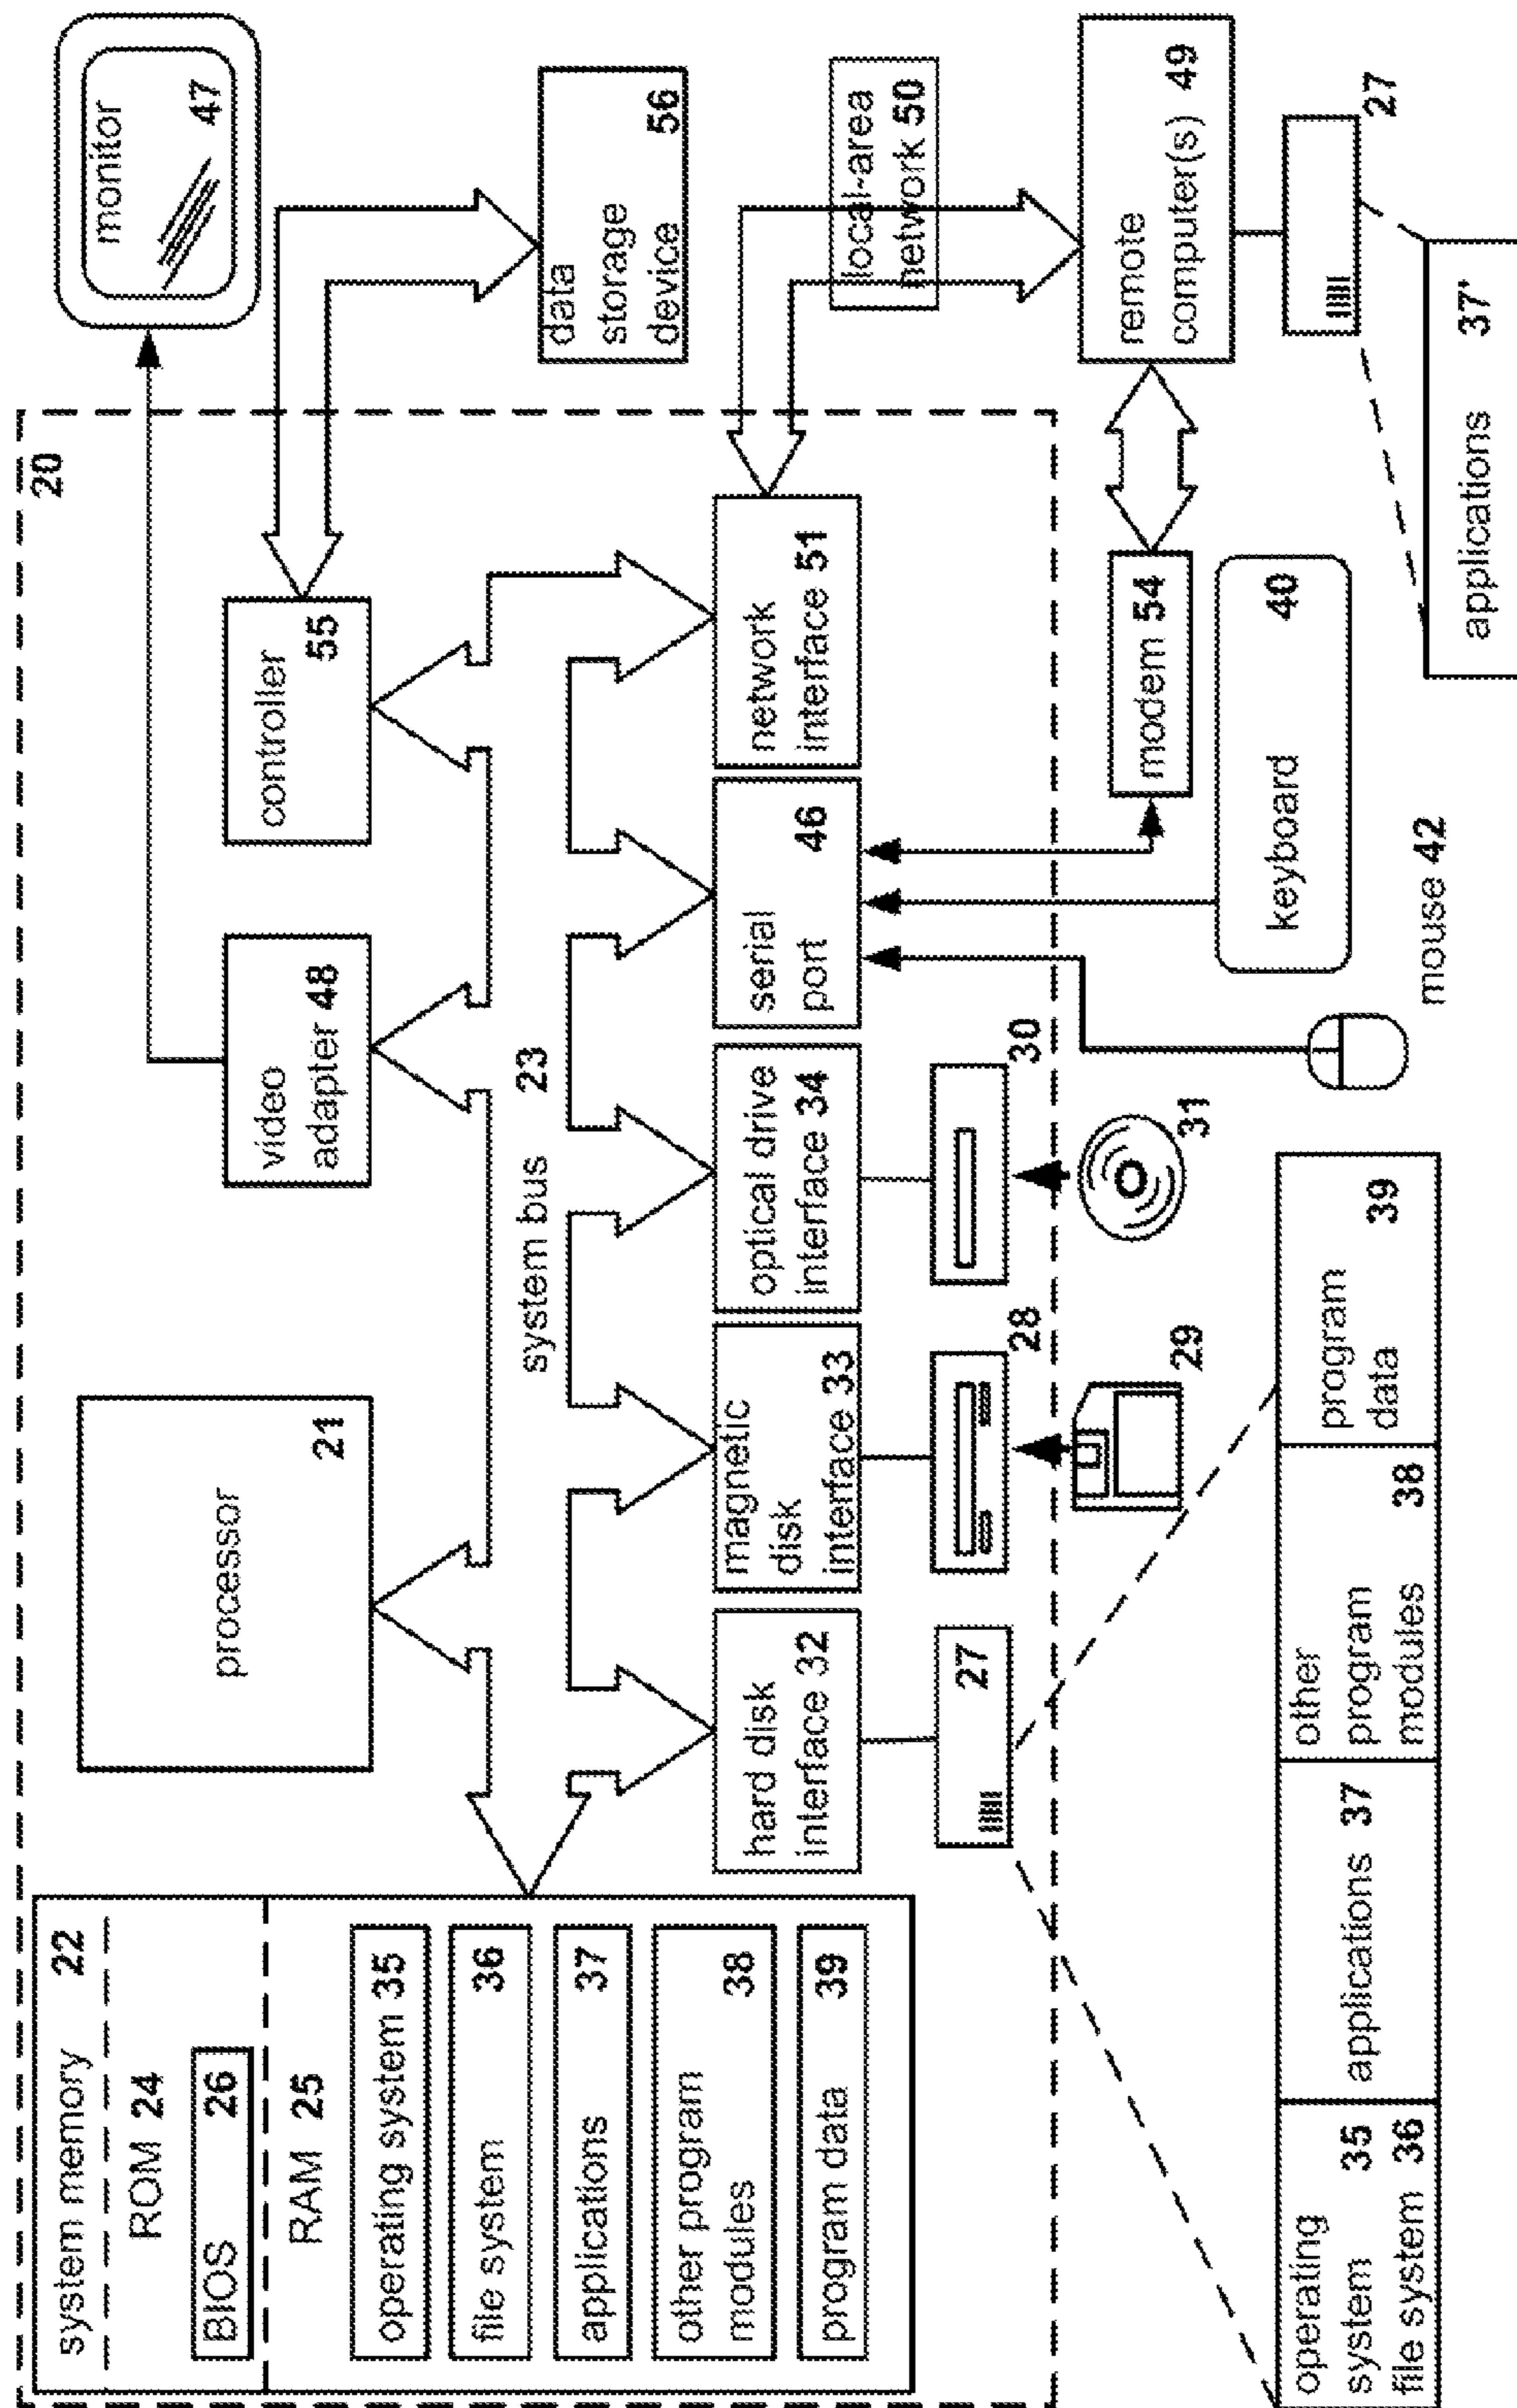 20
system memory 22
ROM 24
BIOS 26
RAM 25
operating system 35
file system 36
applications 37
other program
modules 38
program data 39
processor
21
video
adapter 48
controller
55
monitor
47
system bus 23
data
storage
device 56
hard disk
interface 32
magnetic
disk
interface 33
optical drive
interface 34
serial
port 46
network
interface 51
local-area
network 50
27
28
30
29
31
modem 54
remote
computer(s) 49
keyboard 40
mouse 42
27
operating
system 35
file system 36
applications 37
other
program
modules 38
program
data 39
applications 37'